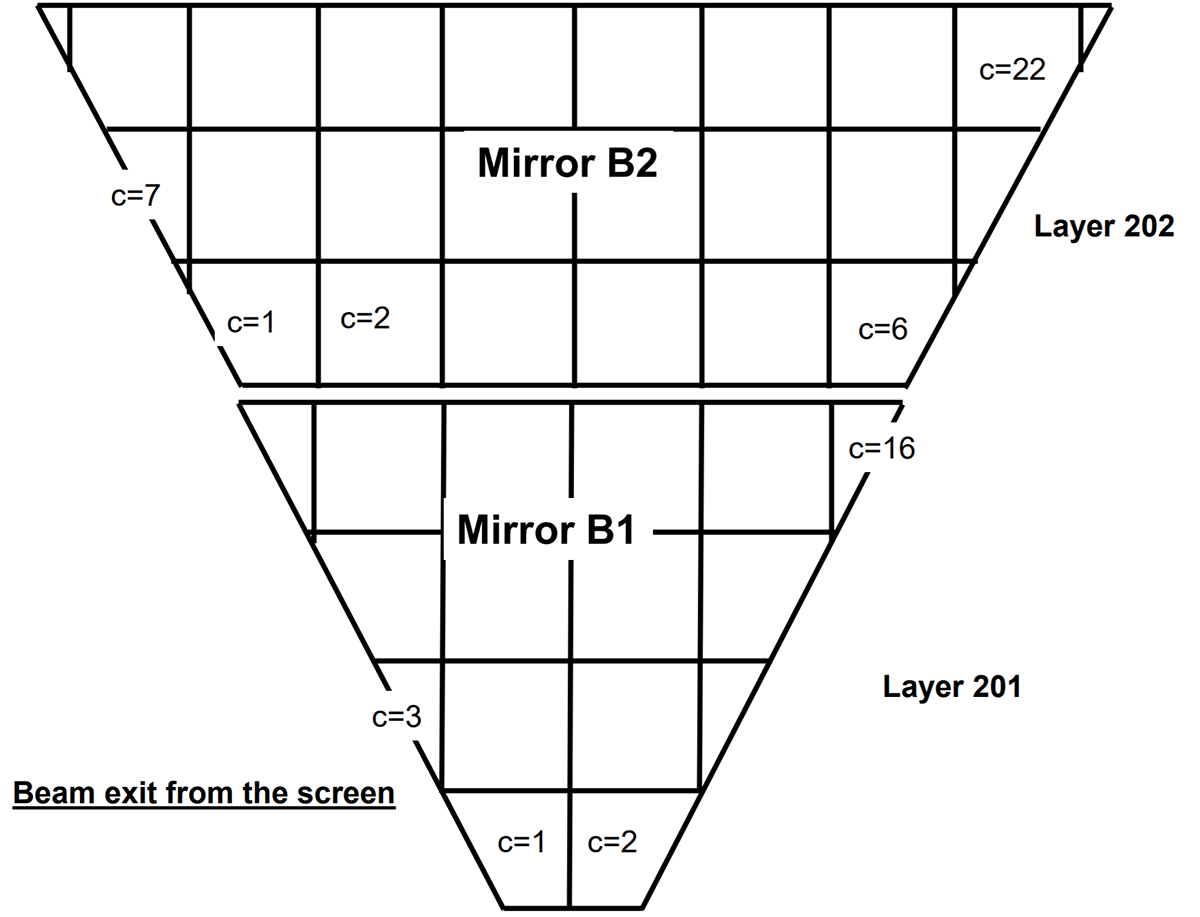 c=22
Mirror B2
c=7
Layer 202
c=1
c=2
c=6
c=16
Mirror B1
Layer 201
c=3
Beam exit from the screen
c=1
c=2